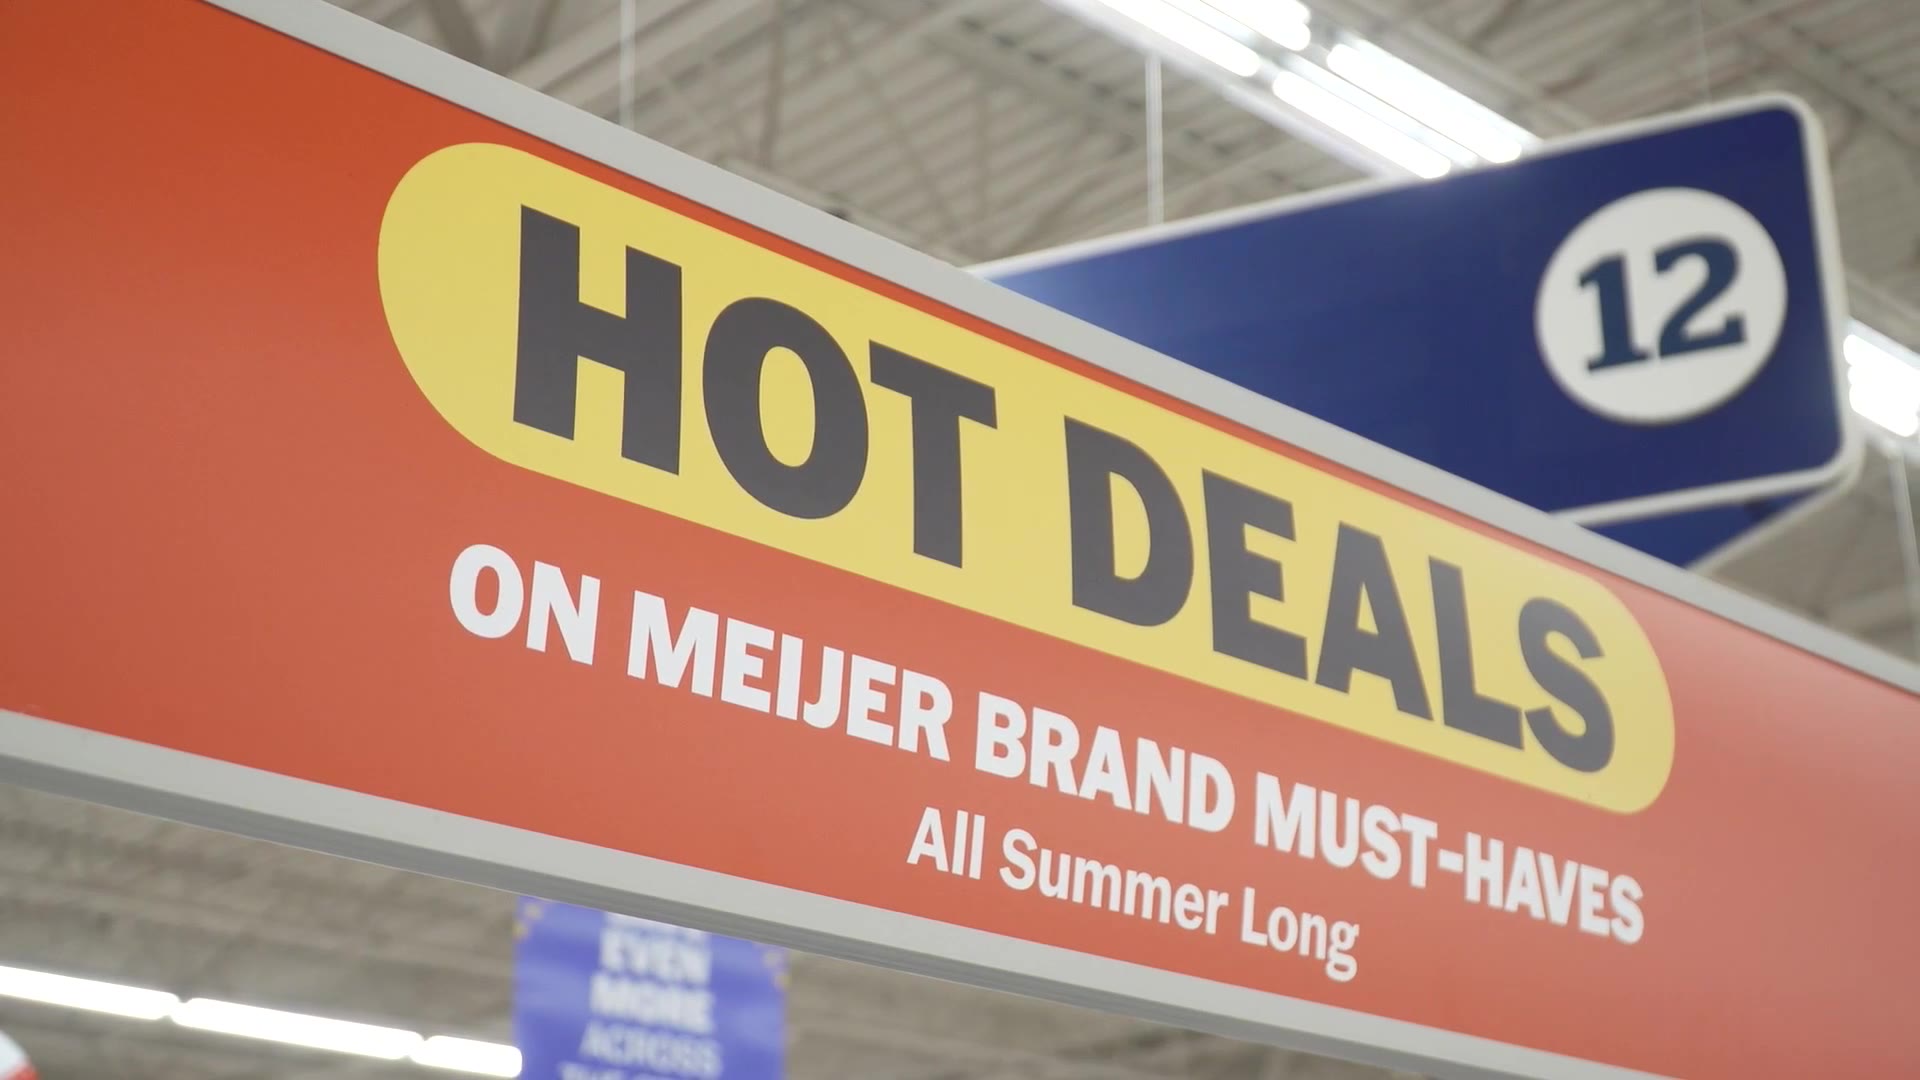 12
HOT DEALS
ON MEIJER BRAND MUST-HAVES
All Summer Long
EVEN
MORE
ACROSS